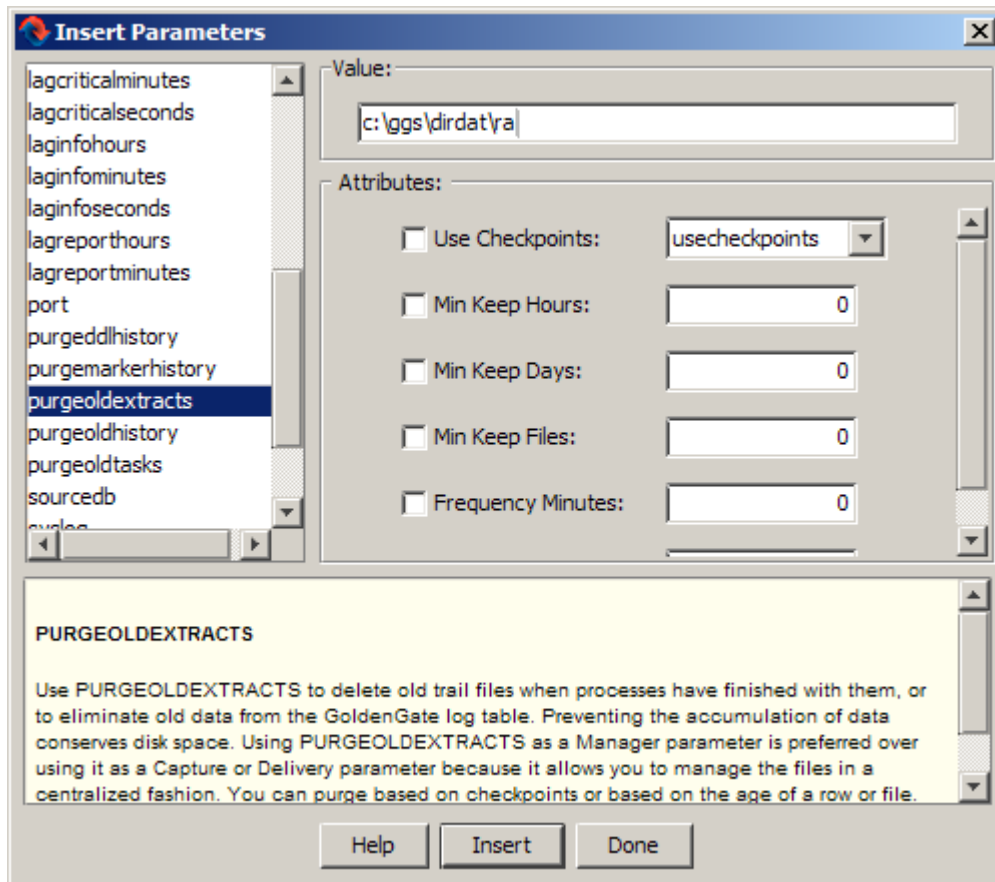 Insert Parameters
lagcriticalminutes
lagcriticalseconds
laginfohours
laginfominutes
laginfoseconds
lagreporthours
lagreportminutes
port
purgeddlhistory
purgemarkerhistory
purgeoldextracts
purgeoldhistory
purgeoldtasks
sourcedb
Value:
c:\ggs\dirdat\ra
Attributes:
Use Checkpoints: usecheckpoints
Min Keep Hours: 0
Min Keep Days: 0
Min Keep Files: 0
Frequency Minutes: 0
PURGEOLDEXTRACTS
Use PURGEOLDEXTRACTS to delete old trail files when processes have finished with them, or
to eliminate old data from the GoldenGate log table. Preventing the accumulation of data
conserves disk space. Using PURGEOLDEXTRACTS as a Manager parameter is preferred over
using it as a Capture or Delivery parameter because it allows you to manage the files in a
centralized fashion. You can purge based on checkpoints or based on the age of a row or file.
Help Insert Done